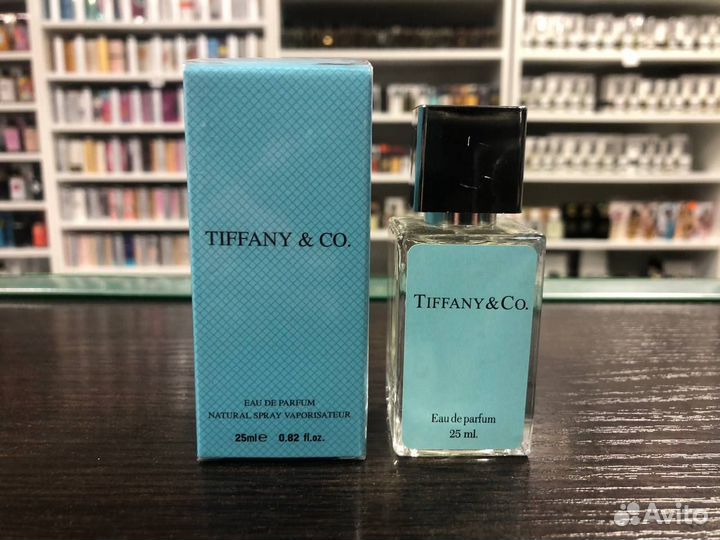 TIFFANY & CO.
EAU DE PARFUM
NATURAL SPRAY VAPORISATEUR
25ml℮ 0.82 fl.oz.
TIFFANY&CO.
Eau de parfum
25 ml.
Avito